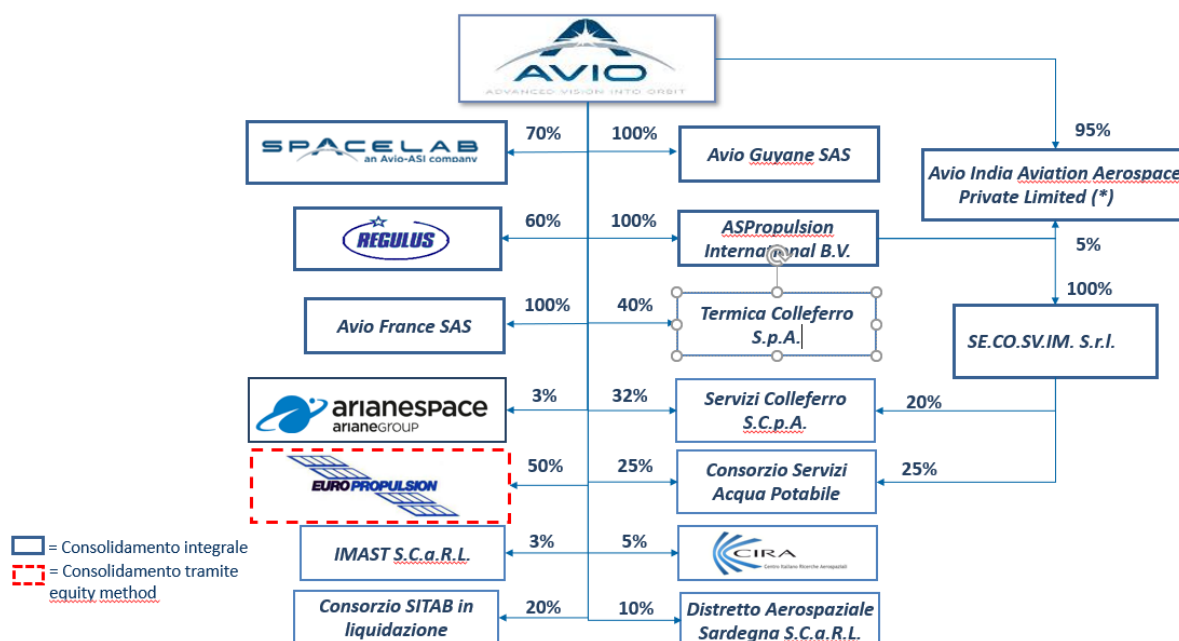 AVIO
ADVANCED VISION INTO ORBIT
SPACELAB
an Avio-ASI company
70%
100%
Avio Guyane SAS
95%
Avio India Aviation Aerospace
Private Limited (*)
REGULUS
60%
100%
ASPropulsion
International B.V.
5%
100%
Avio France SAS
100%
40%
Termica Colleferro
S.p.A.
SE.CO.SV.IM. S.r.l.
arianespace
ARIANEGROUP
3%
32%
Servizi Colleferro
S.C.p.A.
20%
EUROPROPULSION
50%
25%
Consorzio Servizi
Acqua Potabile
25%
= Consolidamento integrale
= Consolidamento tramite
equity method
IMAST S.C.a.R.L.
3%
5%
CIRA
Centro Italiano Ricerche Aerospaziali
Consorzio SITAB in
liquidazione
20%
10%
Distretto Aerospaziale
Sardegna S.C.a.R.L.